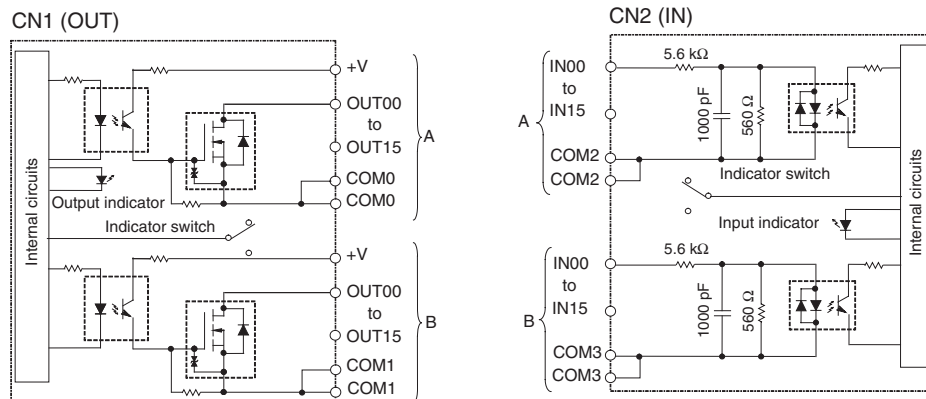 CN1 (OUT)
Internal circuits
+V
OUT00
to
OUT15
COM0
COM0
A
Output indicator
Indicator switch
+V
OUT00
to
OUT15
COM1
COM1
B
CN2 (IN)
IN00
to
IN15
COM2
COM2
A
5.6 kΩ
1000 pF
560 Ω
Indicator switch
Input indicator
Internal circuits
IN00
to
IN15
COM3
COM3
B
5.6 kΩ
1000 pF
560 Ω